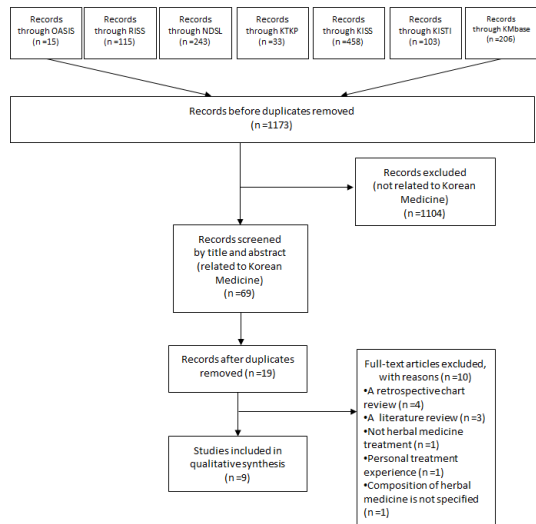 Records
through OASIS
(n =15)
Records
through RISS
(n =115)
Records
through NDSL
(n =243)
Records
through KTKP
(n =33)
Records
through KISS
(n =458)
Records
through KISTI
(n =103)
Records
through KMbase
(n =206)
Records before duplicates removed
(n =1173)
Records excluded
(not related to Korean
Medicine)
(n =1104)
Records screened
by title and abstract
(related to Korean
Medicine)
(n =69)
Records after duplicates
removed (n =19)
Full-text articles excluded,
with reasons (n =10)
•A retrospective chart
review (n =4)
•A literature review (n =3)
•Not herbal medicine
treatment (n =1)
•Personal treatment
experience (n =1)
•Composition of herbal
medicine is not specified
(n =1)
Studies included in
qualitative synthesis
(n =9)